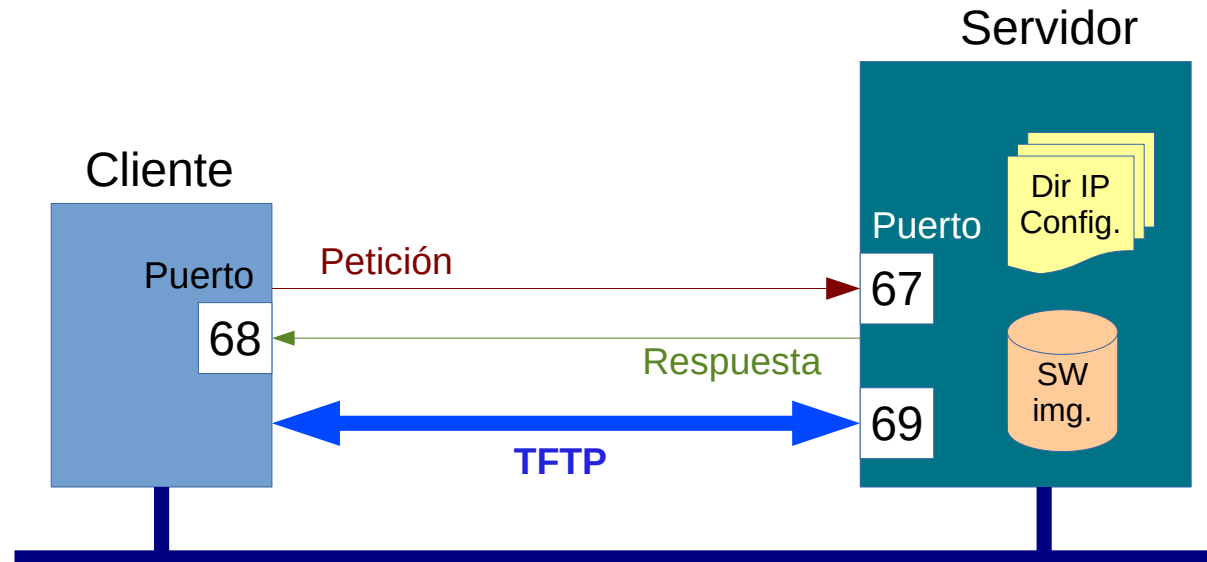 Servidor
Cliente
Dir IP
Config.
Puerto
Petición
Puerto
67
68
Respuesta
SW
img.
69
TFTP